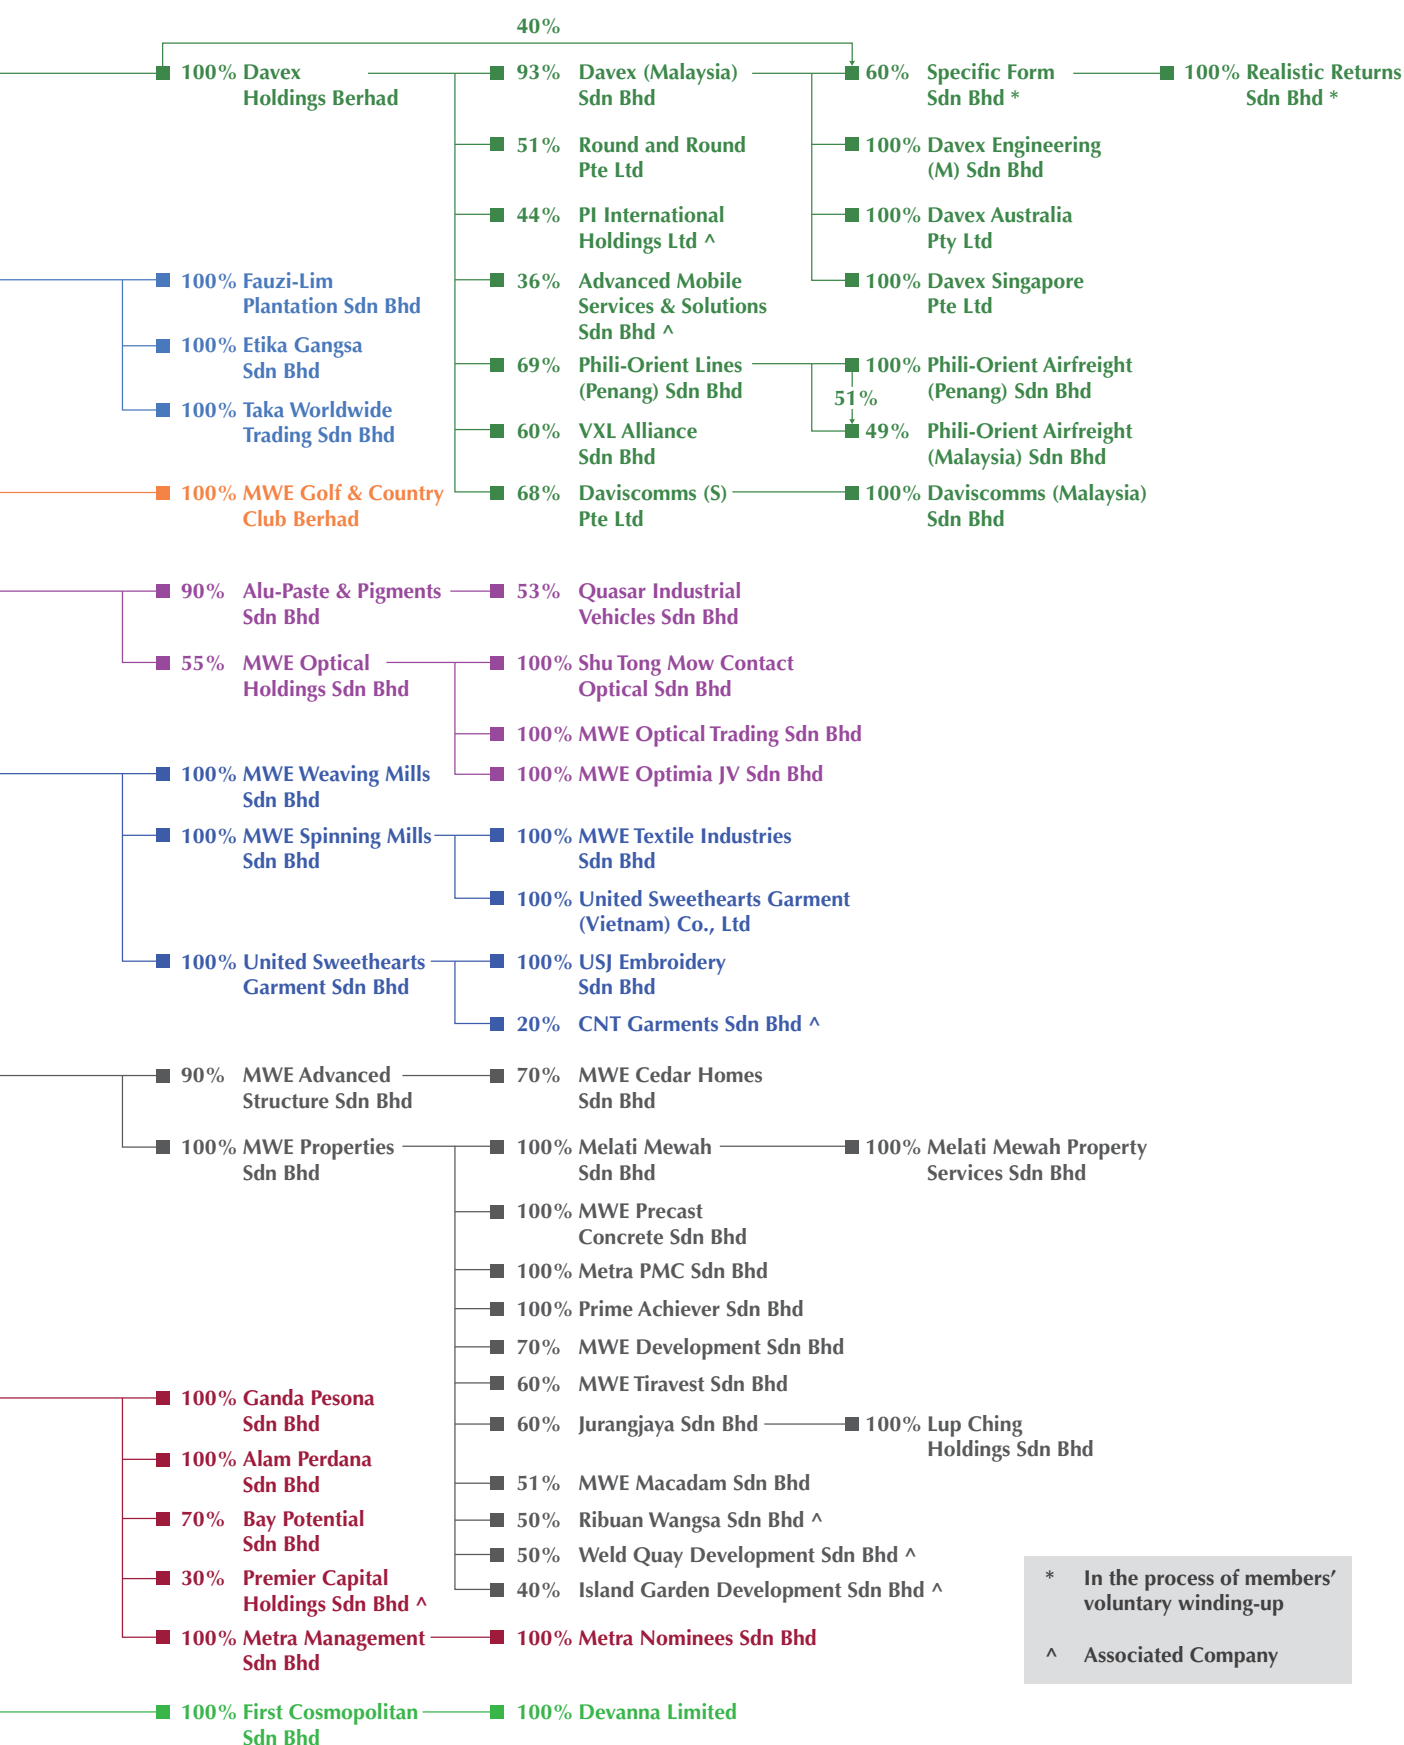 40%
100% Davex
Holdings Berhad
93% Davex (Malaysia)
Sdn Bhd
60% Specific Form
Sdn Bhd *
100% Realistic Returns
Sdn Bhd *
51% Round and Round
Pte Ltd
100% Davex Engineering
(M) Sdn Bhd
44% PI International
Holdings Ltd ^
100% Davex Australia
Pty Ltd
100% Fauzi-Lim
Plantation Sdn Bhd
36% Advanced Mobile
Services & Solutions
Sdn Bhd ^
100% Davex Singapore
Pte Ltd
100% Etika Gangsa
Sdn Bhd
69% Phili-Orient Lines
(Penang) Sdn Bhd
100% Phili-Orient Airfreight
(Penang) Sdn Bhd
51%
100% Taka Worldwide
Trading Sdn Bhd
60% VXL Alliance
Sdn Bhd
49% Phili-Orient Airfreight
(Malaysia) Sdn Bhd
100% MWE Golf & Country
Club Berhad
68% Daviscomms (S)
Pte Ltd
100% Daviscomms (Malaysia)
Sdn Bhd
90% Alu-Paste & Pigments
Sdn Bhd
53% Quasar Industrial
Vehicles Sdn Bhd
55% MWE Optical
Holdings Sdn Bhd
100% Shu Tong Mow Contact
Optical Sdn Bhd
100% MWE Optical Trading Sdn Bhd
100% MWE Optimia JV Sdn Bhd
100% MWE Weaving Mills
Sdn Bhd
100% MWE Spinning Mills
Sdn Bhd
100% MWE Textile Industries
Sdn Bhd
100% United Sweethearts Garment
(Vietnam) Co., Ltd
100% United Sweethearts
Garment Sdn Bhd
100% USJ Embroidery
Sdn Bhd
20% CNT Garments Sdn Bhd ^
90% MWE Advanced
Structure Sdn Bhd
70% MWE Cedar Homes
Sdn Bhd
100% MWE Properties
Sdn Bhd
100% Melati Mewah
Sdn Bhd
100% Melati Mewah Property
Services Sdn Bhd
100% MWE Precast
Concrete Sdn Bhd
100% Metra PMC Sdn Bhd
100% Prime Achiever Sdn Bhd
70% MWE Development Sdn Bhd
60% MWE Tiravest Sdn Bhd
60% Jurangjaya Sdn Bhd
100% Lup Ching
Holdings Sdn Bhd
51% MWE Macadam Sdn Bhd
50% Ribuan Wangsa Sdn Bhd ^
50% Weld Quay Development Sdn Bhd ^
40% Island Garden Development Sdn Bhd ^
100% Ganda Pesona
Sdn Bhd
100% Alam Perdana
Sdn Bhd
70% Bay Potential
Sdn Bhd
30% Premier Capital
Holdings Sdn Bhd ^
100% Metra Management
Sdn Bhd
100% Metra Nominees Sdn Bhd
100% First Cosmopolitan
Sdn Bhd
100% Devanna Limited
* In the process of members’
voluntary winding-up
^ Associated Company